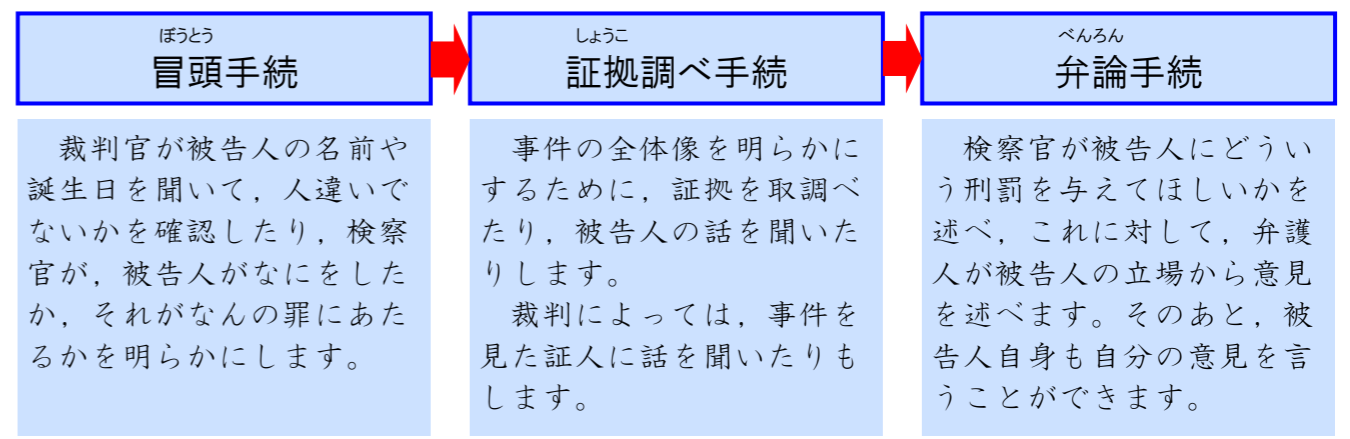 ぼうとう
冒頭手続
しょうこ
証拠調べ手続
べんろん
弁論手続
裁判官が被告人の名前や
誕生日を聞いて，人違いで
ないかを確認したり，検察
官が，被告人がなにをした
か，それがなんの罪にあた
るかを明らかにします。
事件の全体像を明らかに
するために，証拠を取調べ
たり，被告人の話を聞いた
りします。
裁判によっては，事件を
見た証人に話を聞いたりも
します。
検察官が被告人にどうい
う刑罰を与えてほしいかを
述べ，これに対して，弁護
人が被告人の立場から意見
を述べます。そのあと，被
告人自身も自分の意見を言
うことができます。